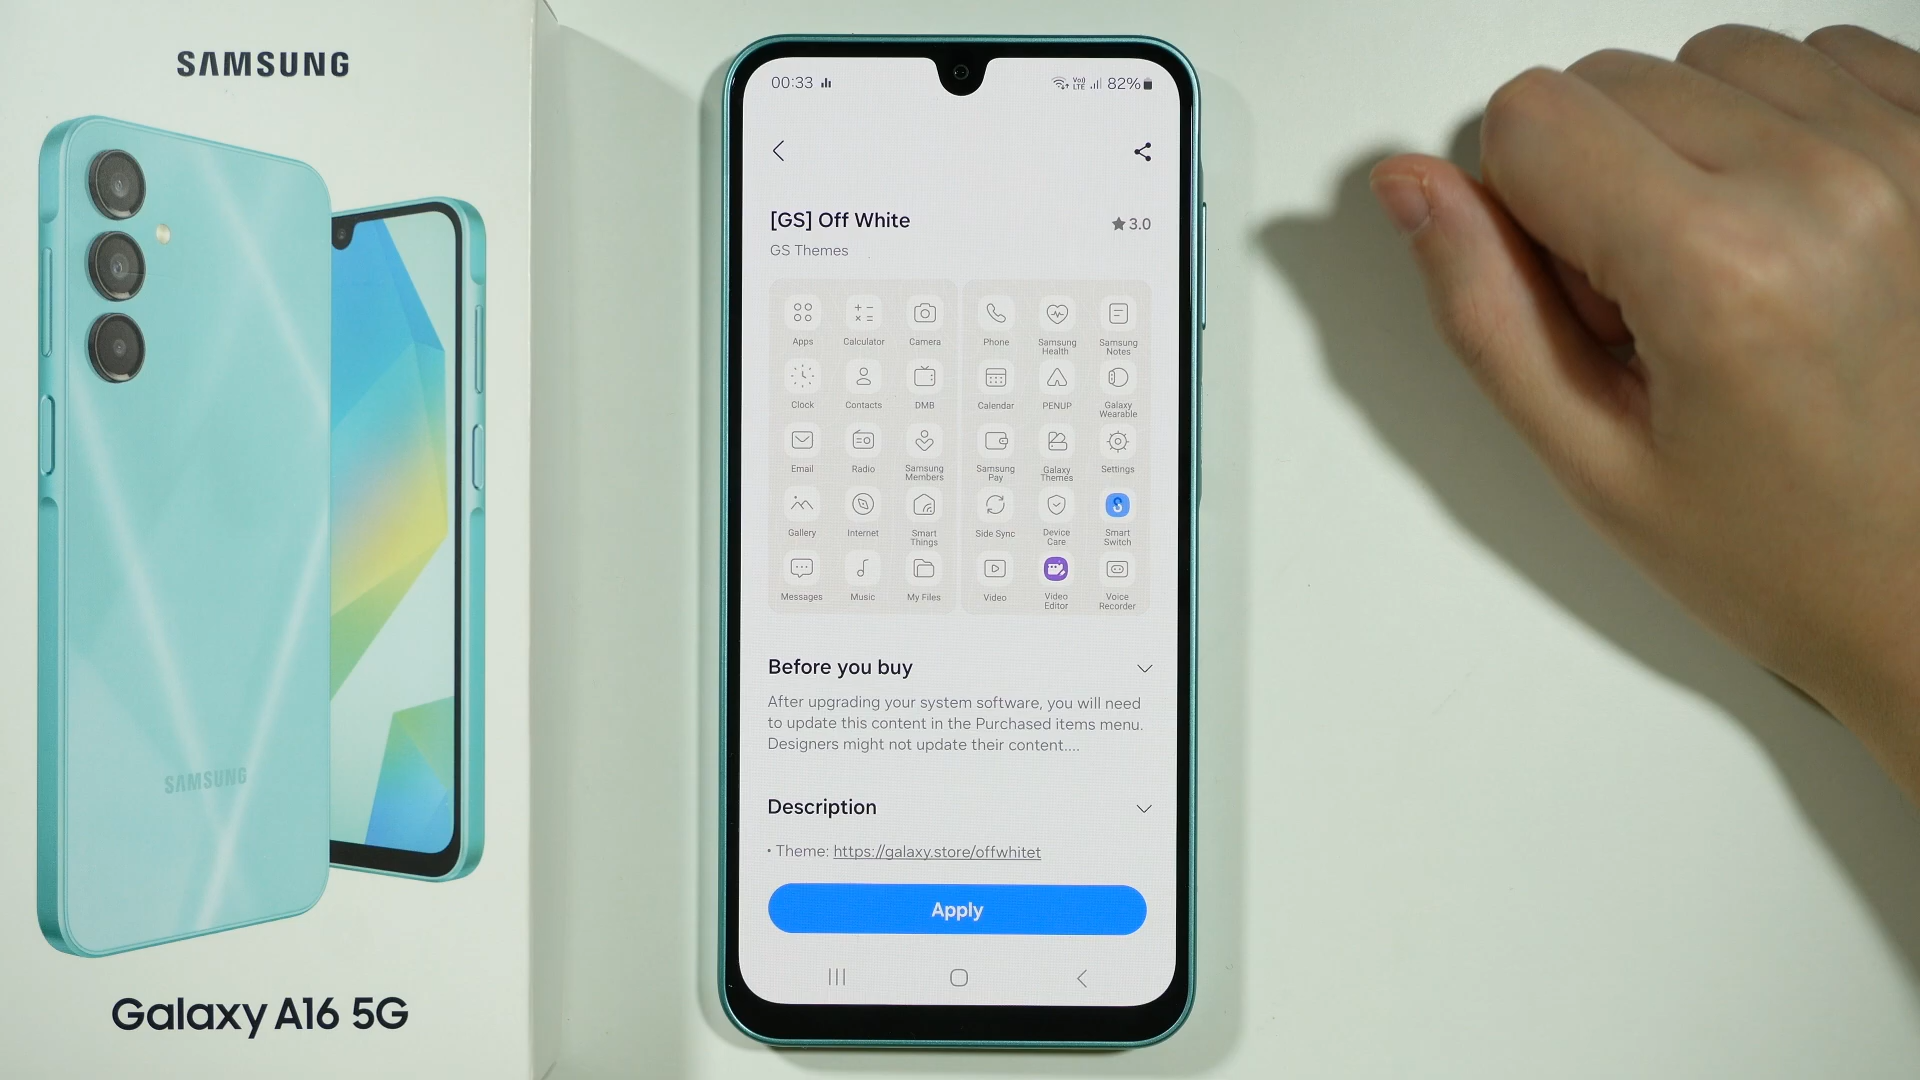 SAMSUNG
SAMSUNG
Galaxy A16 5G
00:33
Vo))
LTE
82%
[GS] Off White
3.0
GS Themes
Apps Calculator Camera Phone Samsung Health Samsung Notes
Clock Contacts DMB Calendar PENUP Galaxy Wearable
Email Radio Samsung Members Samsung Pay Galaxy Themes Settings
Gallery Internet Smart Things Side Sync Device Care Smart Switch
Messages Music My Files Video Video Editor Voice Recorder
Before you buy
After upgrading your system software, you will need
to update this content in the Purchased items menu.
Designers might not update their content....
Description
• Theme: https://galaxy.store/offwhitet
Apply